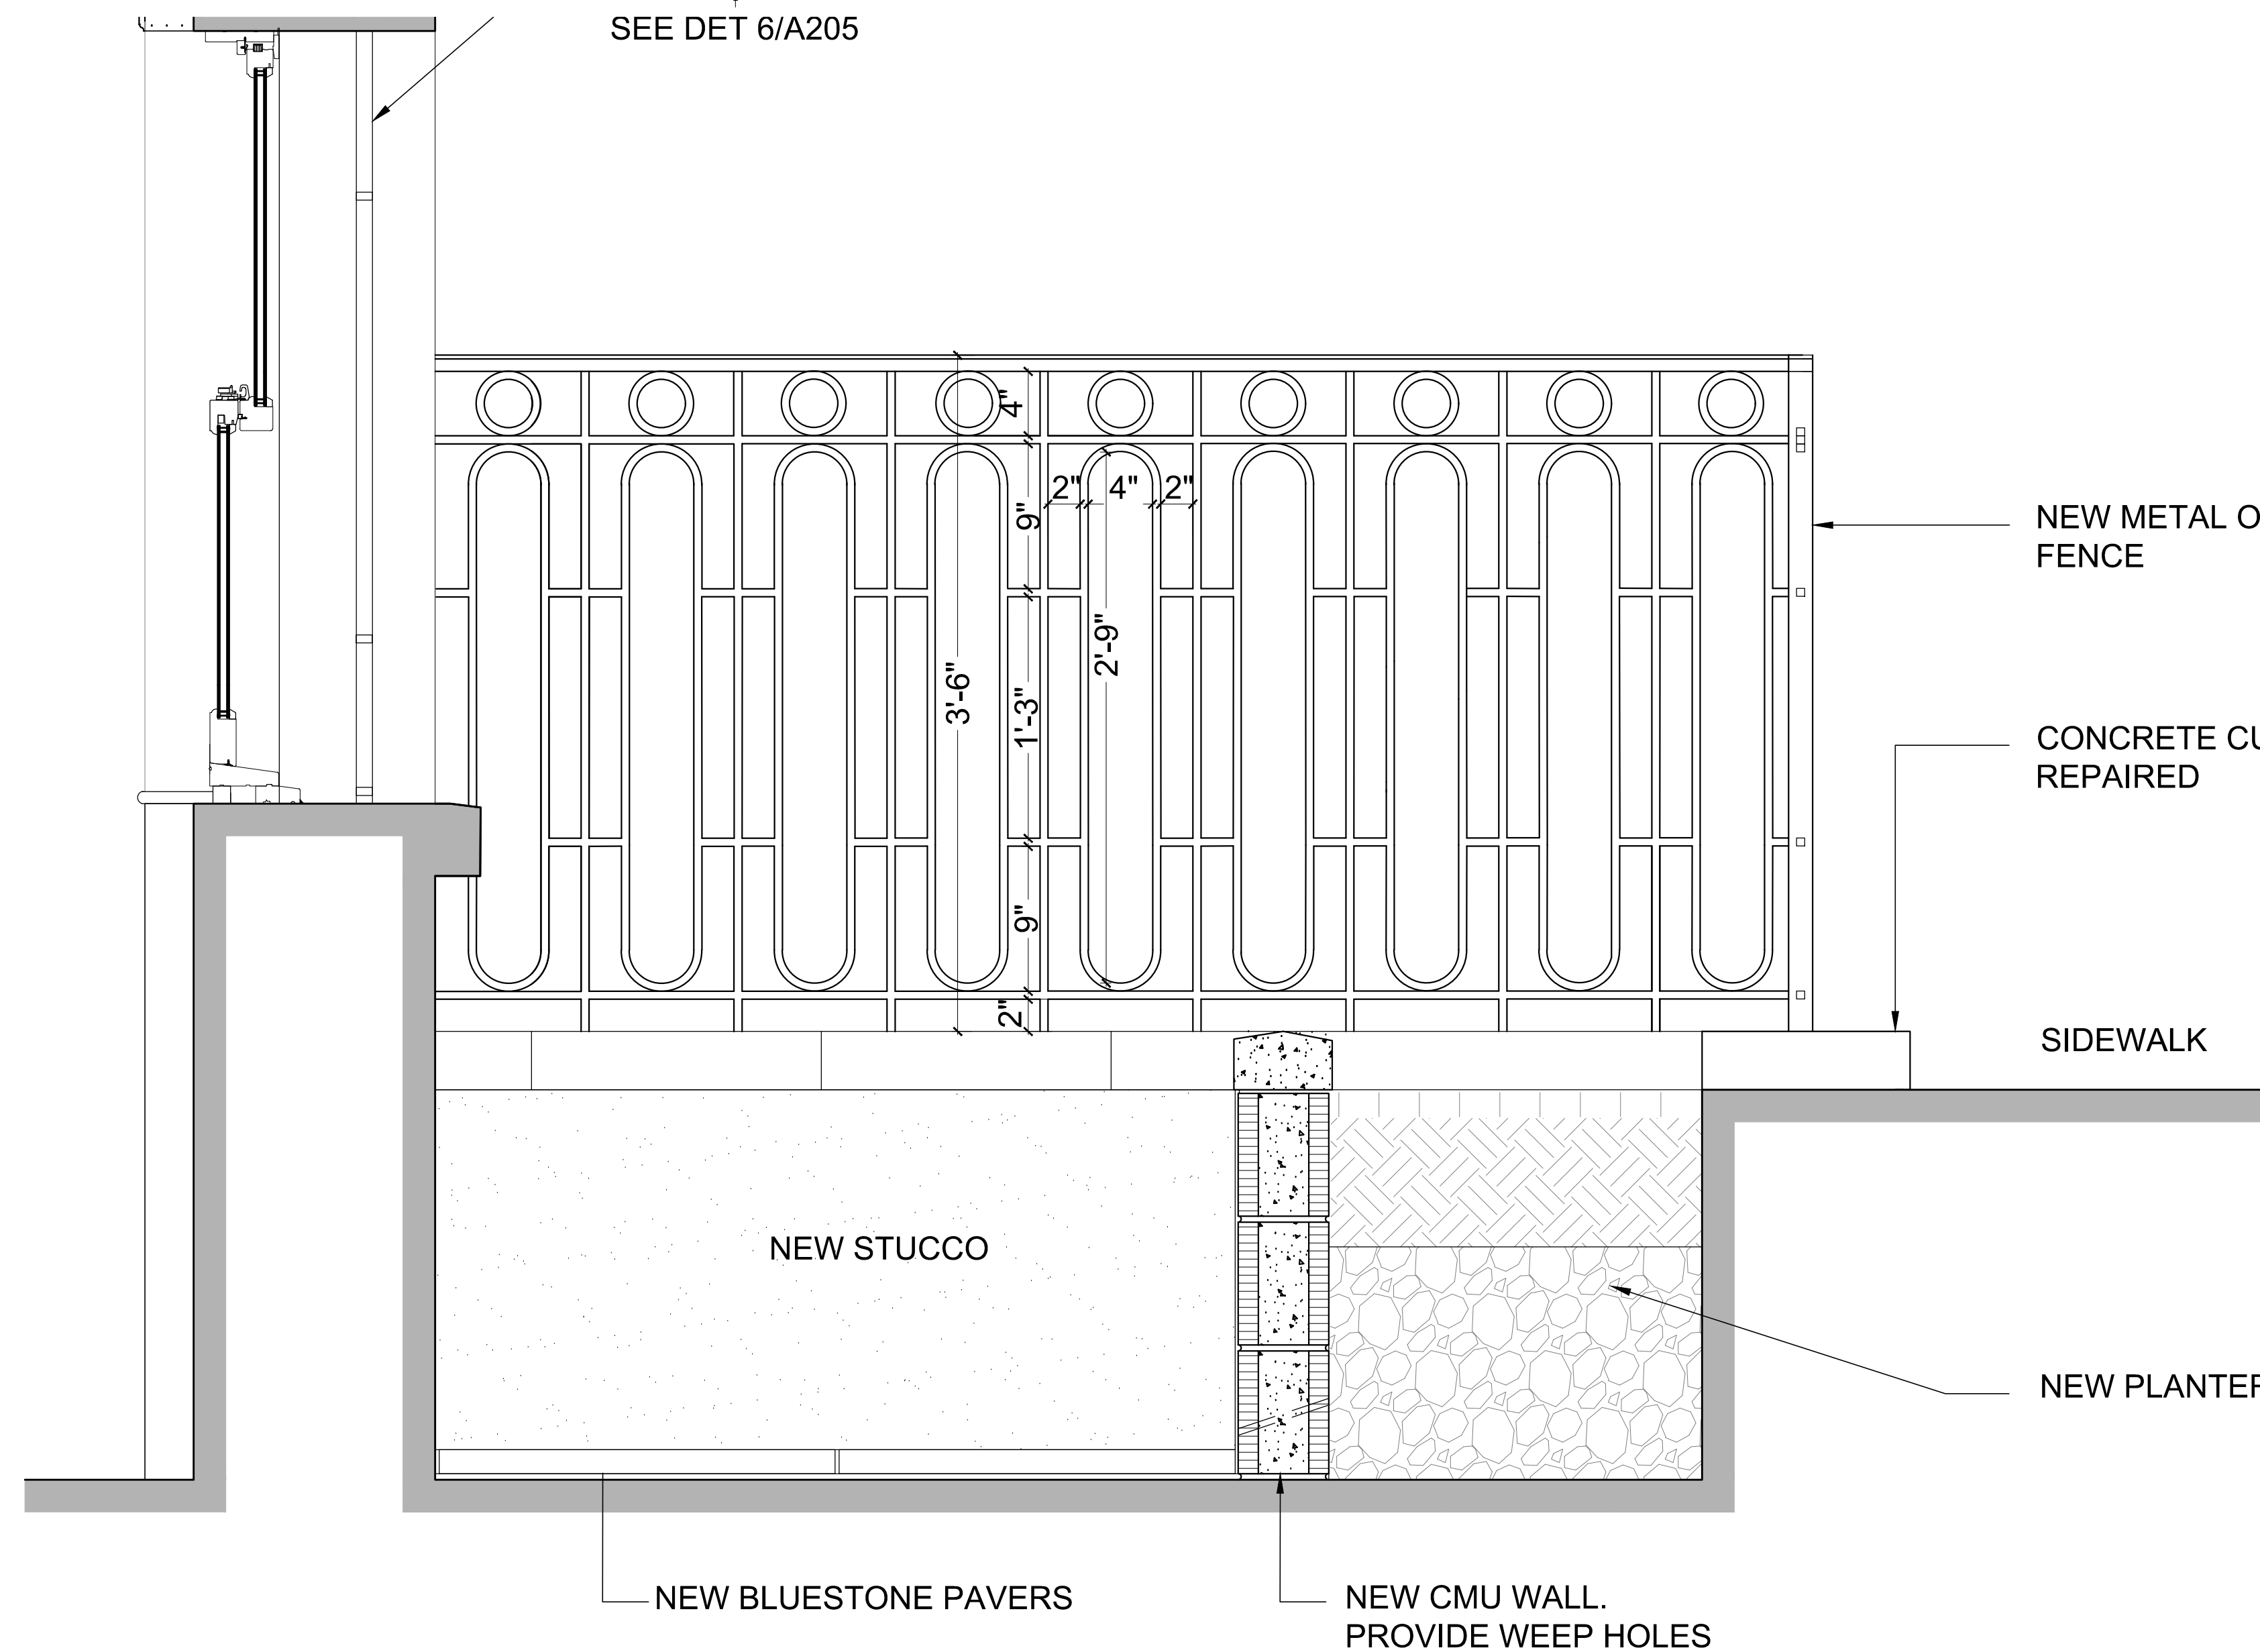 SEE DET 6/A205
4"
2" 4" 2"
9"
NEW METAL O
FENCE
2'-9"
3'-6"
1'-3"
CONCRETE CU
REPAIRED
9"
2"
SIDEWALK
NEW STUCCO
NEW PLANTER
NEW BLUESTONE PAVERS
NEW CMU WALL.
PROVIDE WEEP HOLES